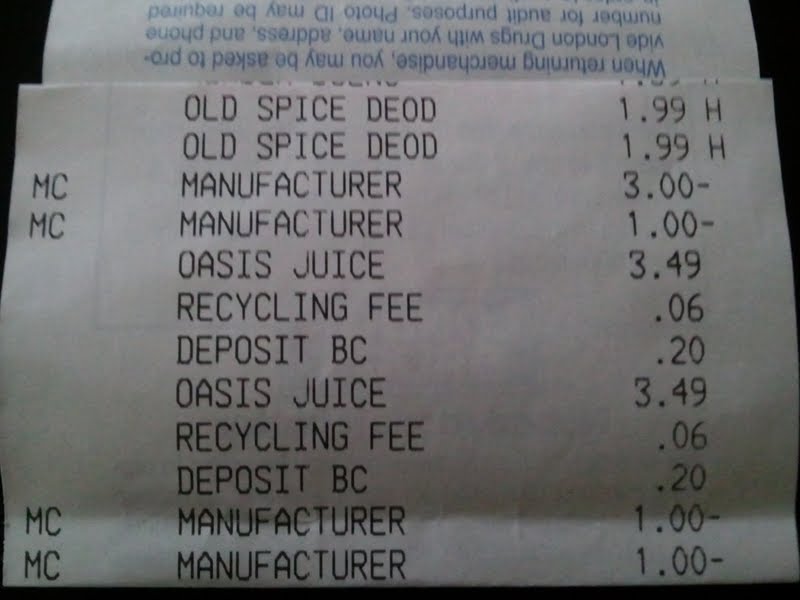 When returning merchandise, you may be asked to pro-
vide London Drugs with your name, address, and phone
number for audit purposes. Photo ID may be required
OLD SPICE DEOD 1.99 H
OLD SPICE DEOD 1.99 H
MC MANUFACTURER 3.00-
MC MANUFACTURER 1.00-
OASIS JUICE 3.49
RECYCLING FEE .06
DEPOSIT BC .20
OASIS JUICE 3.49
RECYCLING FEE .06
DEPOSIT BC .20
MC MANUFACTURER 1.00-
MC MANUFACTURER 1.00-